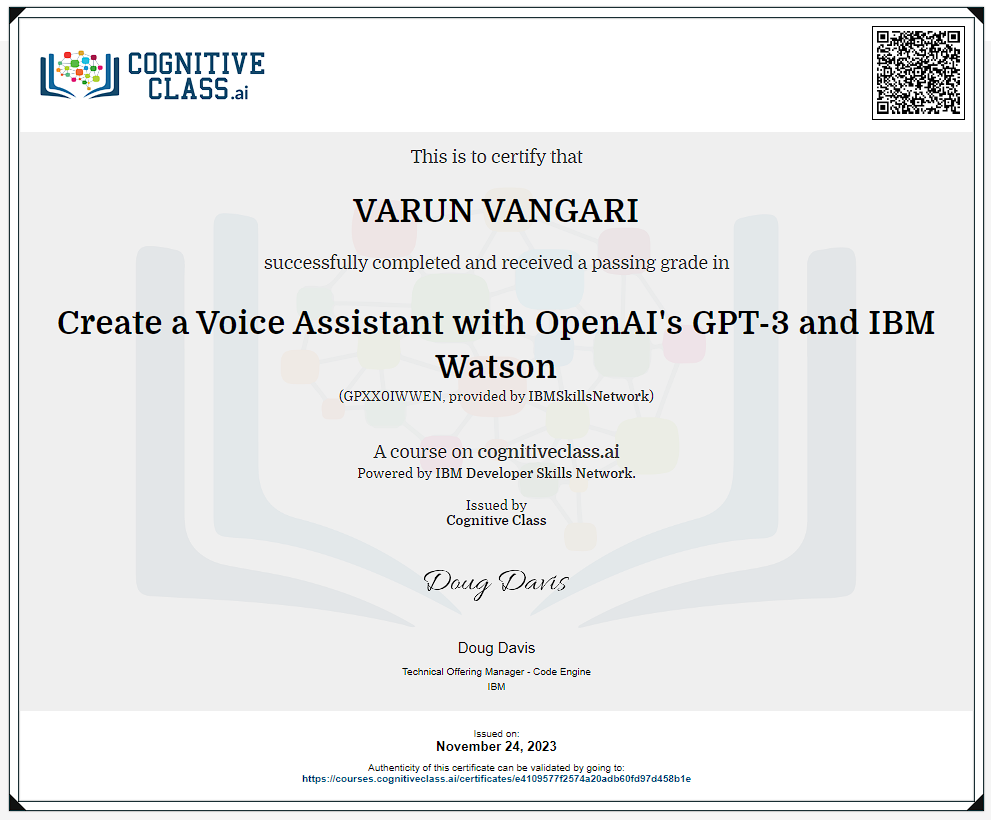 COGNITIVE
CLASS.ai
This is to certify that
VARUN VANGARI
successfully completed and received a passing grade in
Create a Voice Assistant with OpenAI's GPT-3 and IBM
Watson
(GPXX0IWWEN, provided by IBMSkillsNetwork)
A course on cognitiveclass.ai
Powered by IBM Developer Skills Network.
Issued by
Cognitive Class
Doug Davis
Doug Davis
Technical Offering Manager - Code Engine
IBM
Issued on:
November 24, 2023
Authenticity of this certificate can be validated by going to:
https://courses.cognitiveclass.ai/certificates/e4109577f2574a20adb60fd97d458b1e